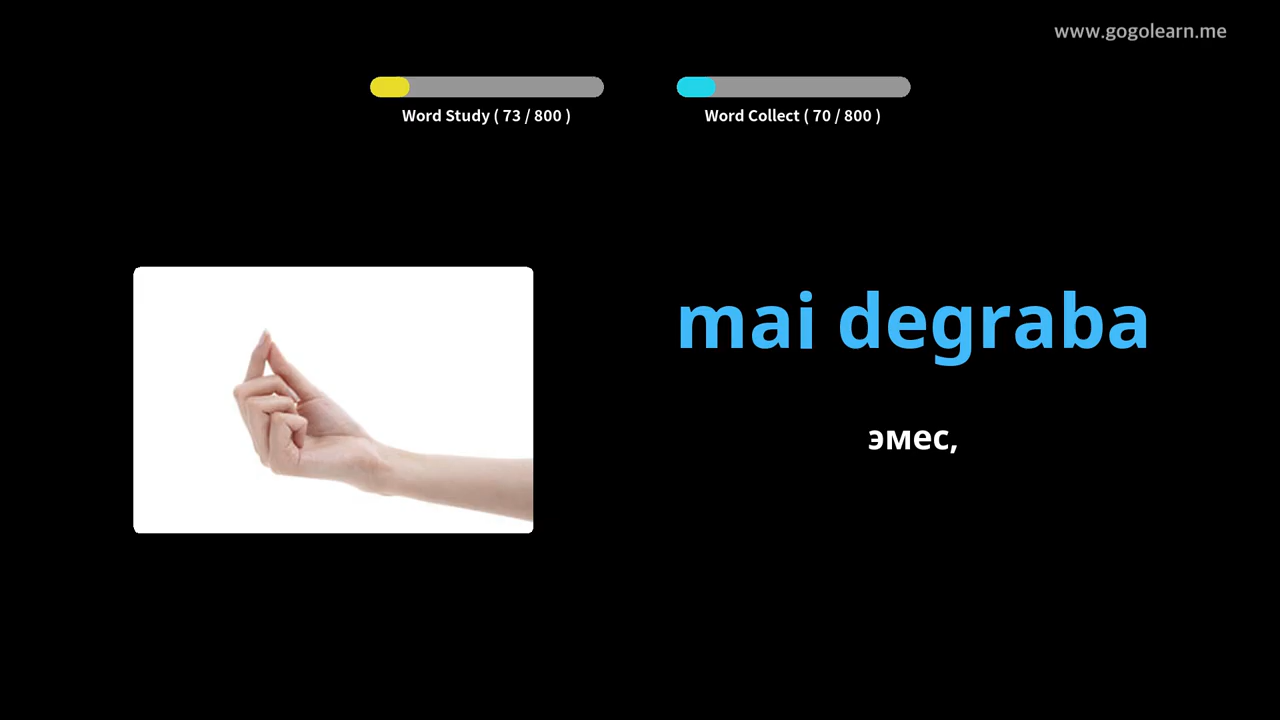 www.gogolearn.me
Word Study ( 73 / 800 )
Word Collect ( 70 / 800 )
mai degraba
эмес,